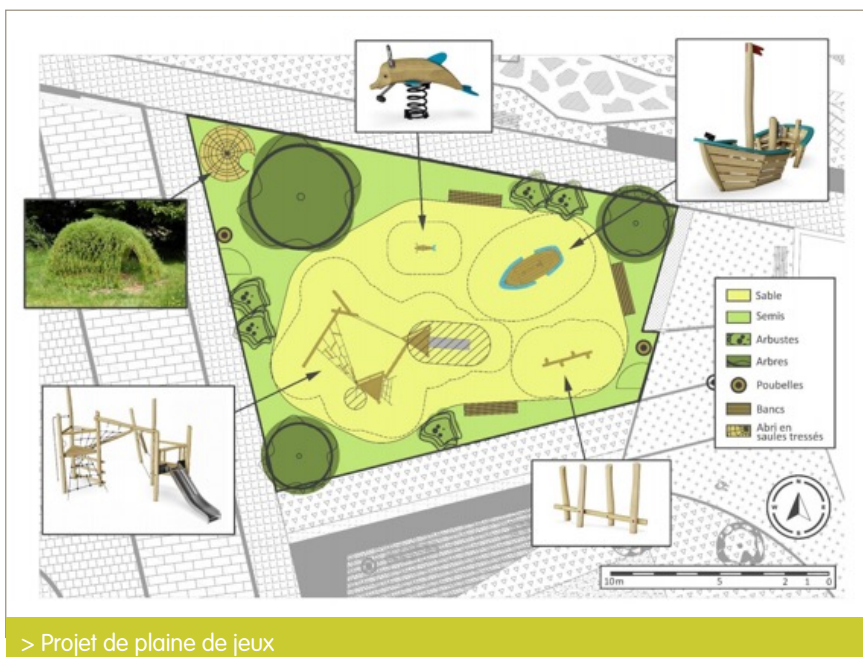 Sable
Semis
Arbustes
Arbres
Poubelles
Bancs
Abri en
saules tressés
N
W
E
S
10m
5
2
1
0
> Projet de plaine de jeux